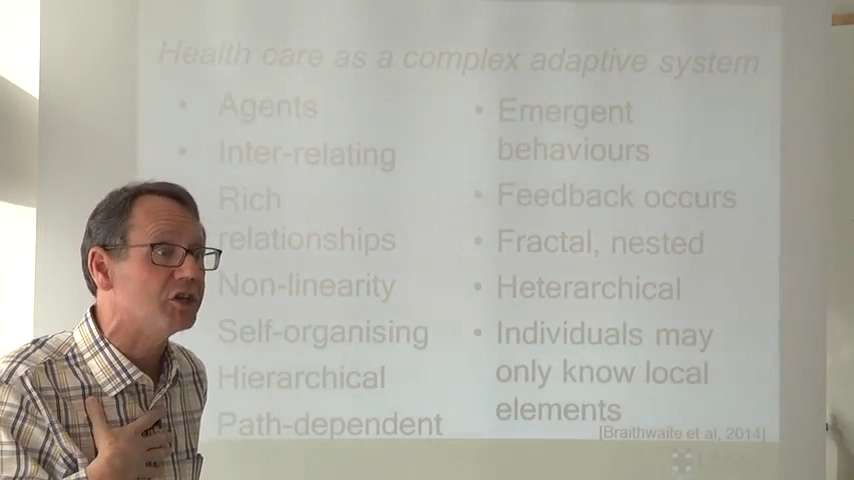 Health care as a complex adaptive system
• Agents
• Inter-relating
Rich
relationships
Non-linearity
Self-organising
Hierarchical
Path-dependent
• Emergent
behaviours
• Feedback occurs
• Fractal, nested
• Heterarchical
• Individuals may
only know local
elements
[Braithwaite et al, 2014]